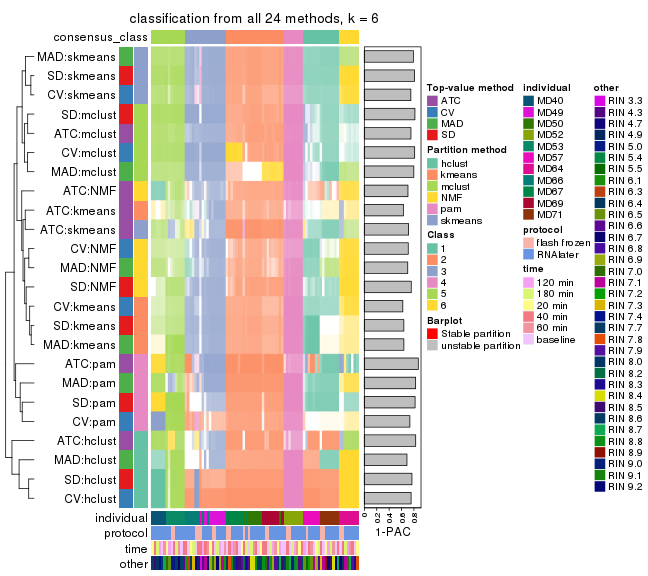 classification from all 24 methods, k = 6
consensus_class
MAD:skmeans
SD:skmeans
CV:skmeans
SD:mclust
ATC:mclust
CV:mclust
MAD:mclust
ATC:NMF
ATC:kmeans
ATC:skmeans
CV:NMF
MAD:NMF
SD:NMF
CV:kmeans
SD:kmeans
MAD:kmeans
ATC:pam
MAD:pam
SD:pam
CV:pam
ATC:hclust
MAD:hclust
SD:hclust
CV:hclust
individual
protocol
time
other
0
0.2
0.4
0.6
0.8
1-PAC
Top-value method
ATC
CV
MAD
SD
Partition method
hclust
kmeans
mclust
NMF
pam
skmeans
Class
1
2
3
4
5
6
Barplot
Stable partition
unstable partition
individual
MD40
MD49
MD50
MD52
MD53
MD57
MD64
MD66
MD67
MD69
MD71
protocol
flash frozen
RNAlater
time
120 min
180 min
20 min
40 min
60 min
baseline
other
RIN 3.3
RIN 4.3
RIN 4.7
RIN 4.9
RIN 5.0
RIN 5.4
RIN 5.5
RIN 6.1
RIN 6.3
RIN 6.4
RIN 6.5
RIN 6.6
RIN 6.7
RIN 6.8
RIN 6.9
RIN 7.0
RIN 7.1
RIN 7.2
RIN 7.3
RIN 7.4
RIN 7.7
RIN 7.8
RIN 7.9
RIN 8.0
RIN 8.2
RIN 8.3
RIN 8.4
RIN 8.5
RIN 8.6
RIN 8.7
RIN 8.8
RIN 8.9
RIN 9.0
RIN 9.1
RIN 9.2